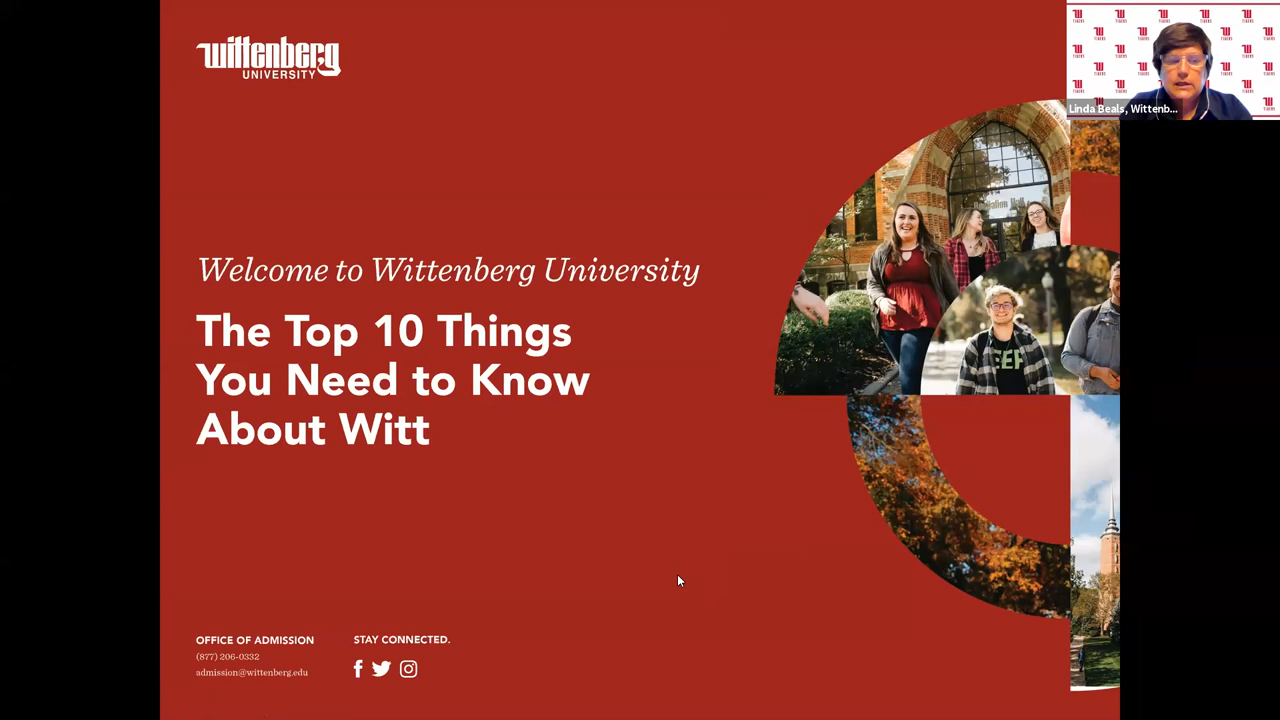 wittenberg
UNIVERSITY
Linda Beals, Wittenb...
Welcome to Wittenberg University
The Top 10 Things
You Need to Know
About Witt
OFFICE OF ADMISSION
(877) 206-0332
admission@wittenberg.edu
STAY CONNECTED.